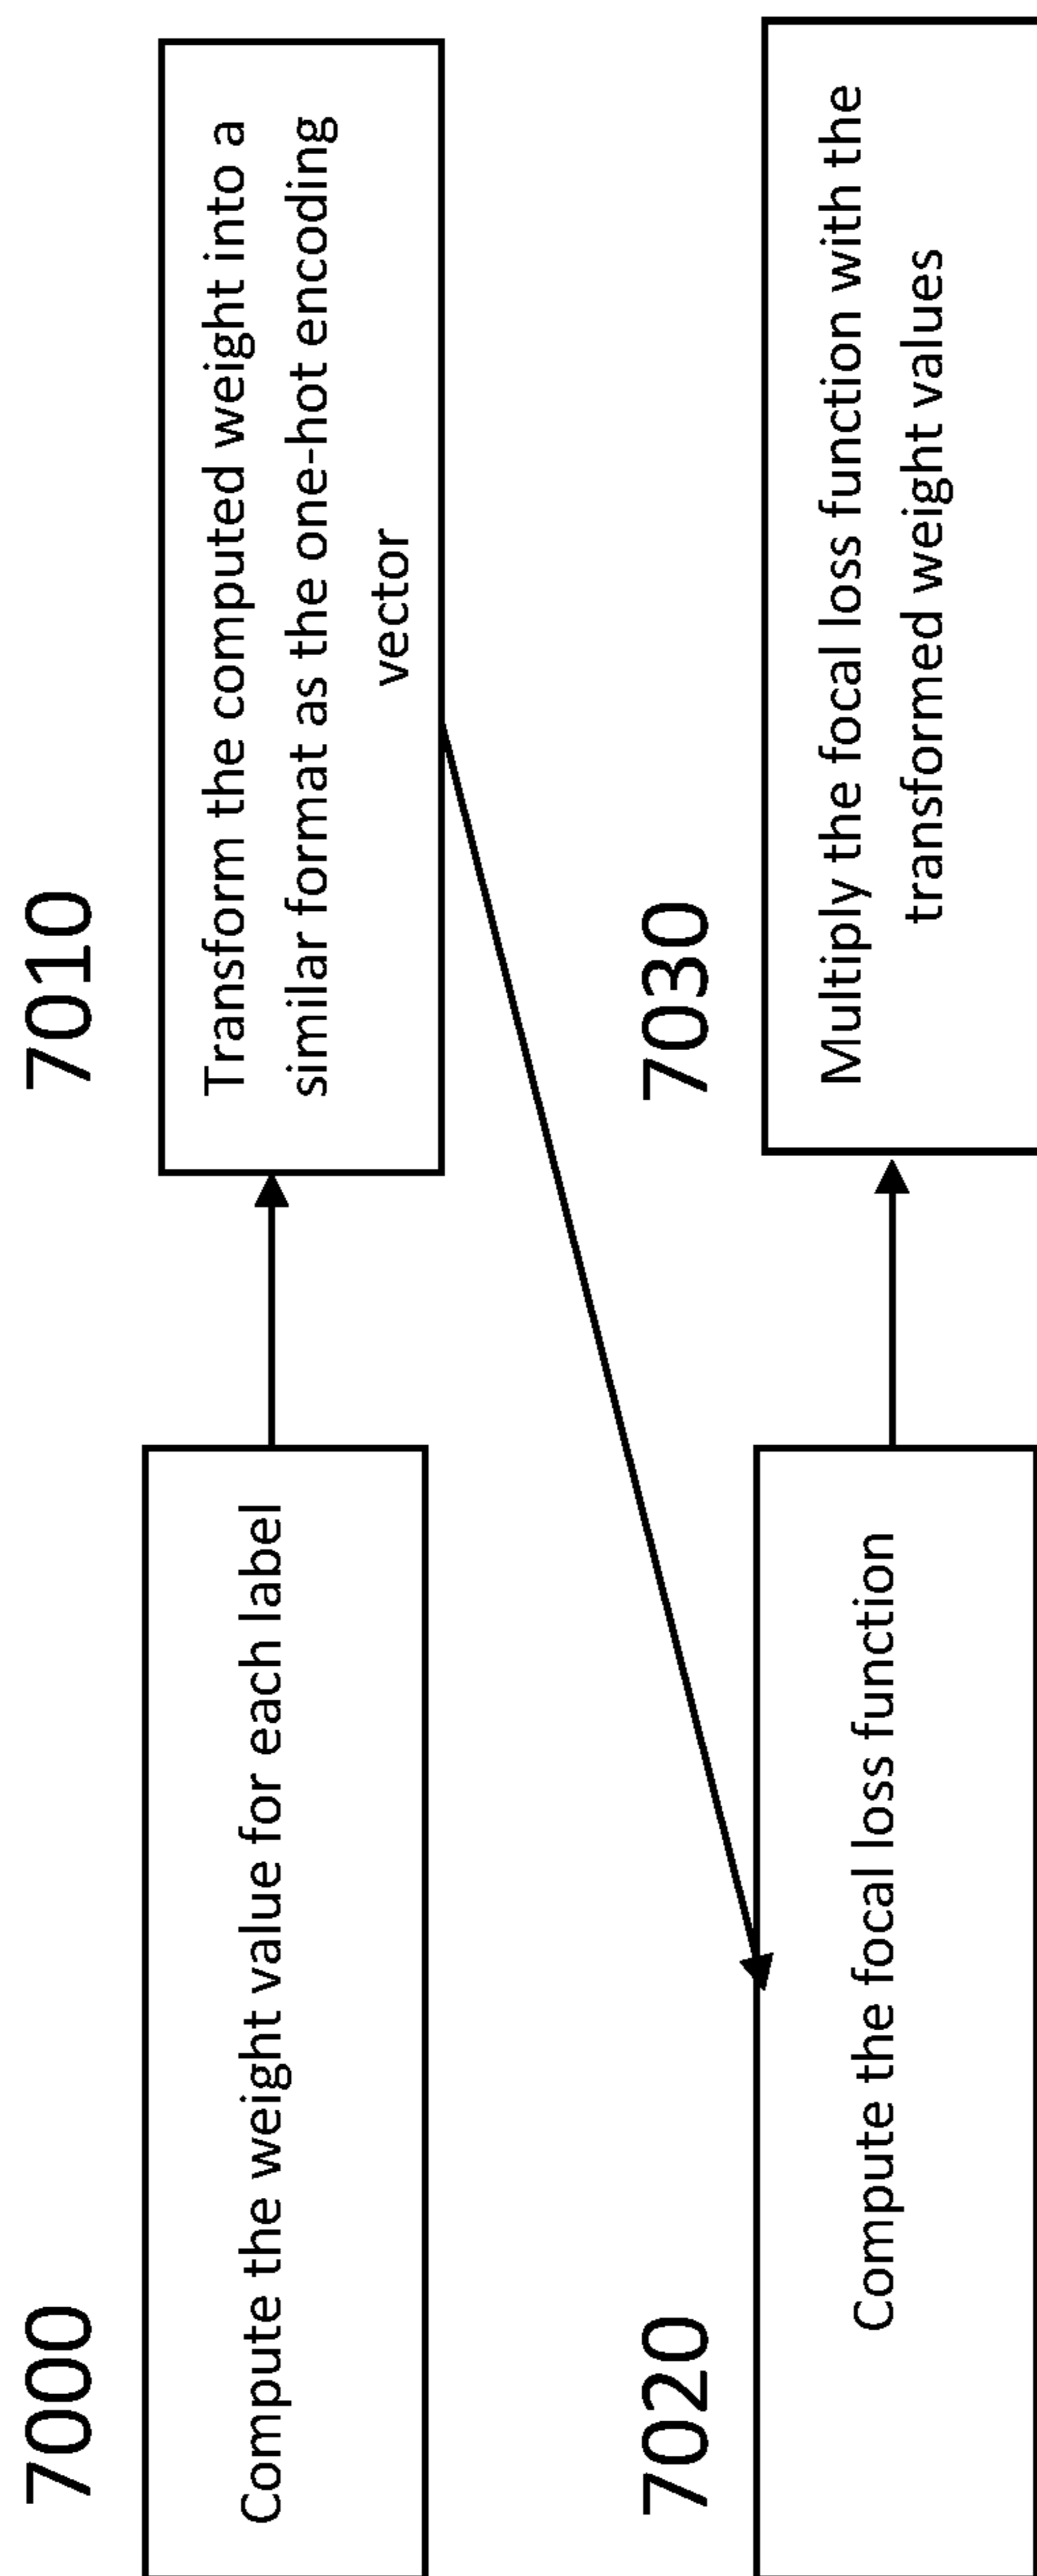 7000
Compute the weight value for each label
7010
Transform the computed weight into a
similar format as the one-hot encoding
vector
7020
Compute the focal loss function
7030
Multiply the focal loss function with the
transformed weight values